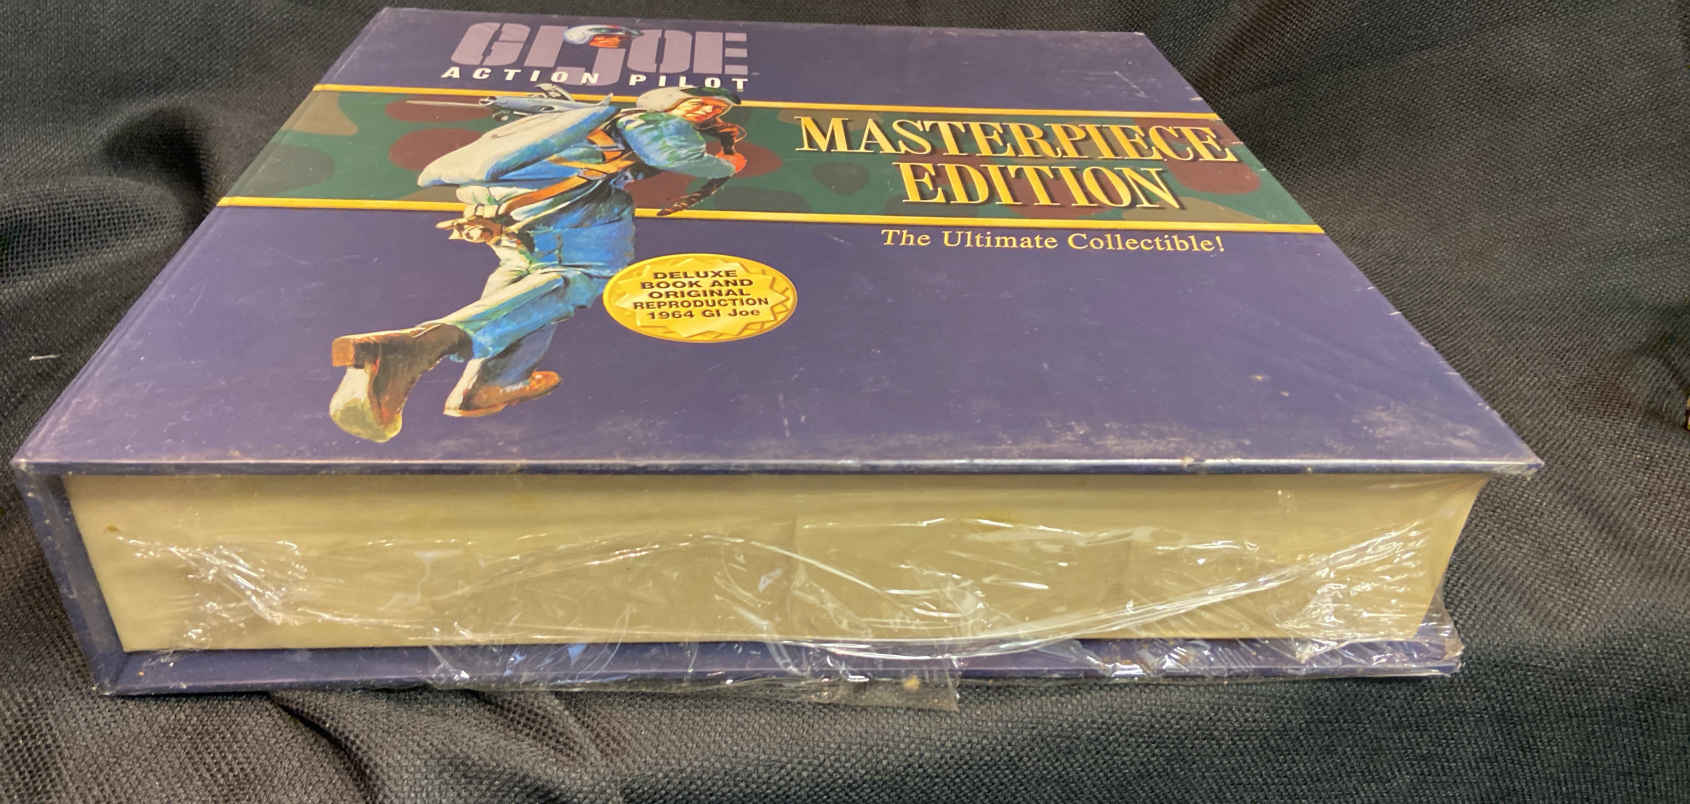 GI JOE
ACTION PILOT
MASTERPIECE
EDITION
The Ultimate Collectible!
DELUXE
BOOK AND
ORIGINAL
REPRODUCTION
1964 GI Joe